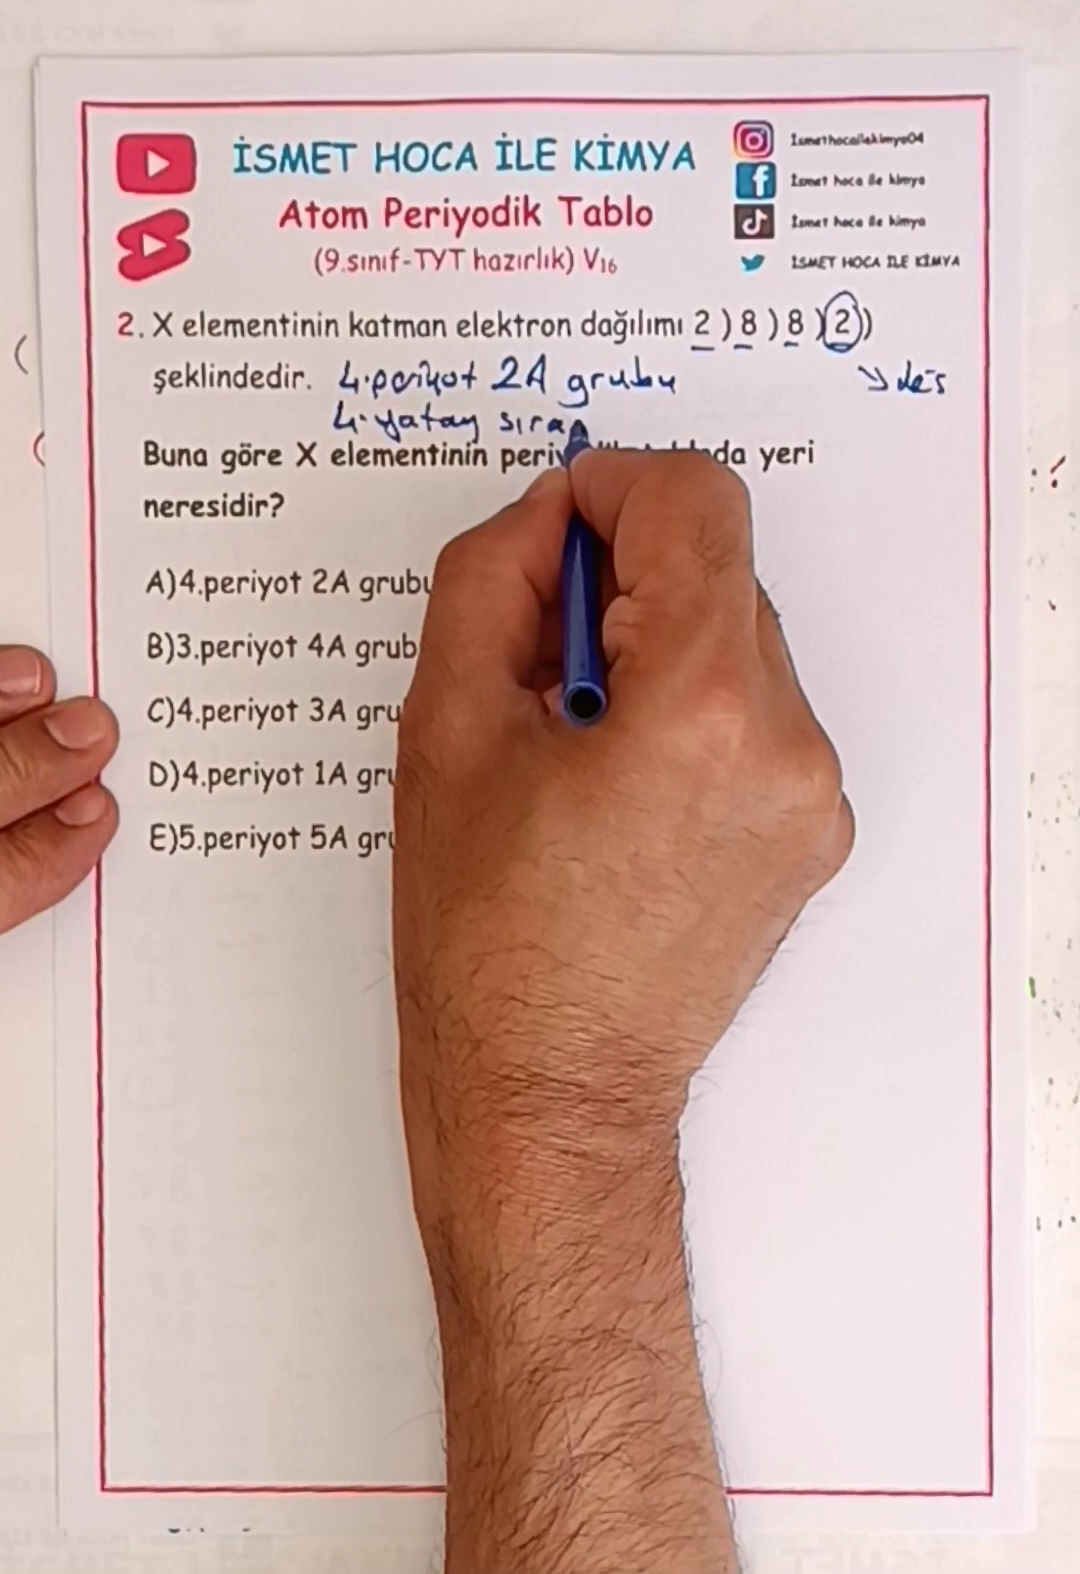 İSMET HOCA İLE KİMYA
Atom Periyodik Tablo
(9.sınıf-TYT hazırlık) V16
İsmethocailekimya04
İsmet hoca ile kimya
İsmet hoca ile kimya
İSMET HOCA İLE KİMYA
2. X elementinin katman elektron dağılımı 2 ) 8 ) 8 ) 2 ))
şeklindedir. 4.periyot 2A grubu
4.yatay sıra
Buna göre X elementinin yeri
neresidir?
A)4.periyot 2A grubu
B)3.periyot 4A grub
C)4.periyot 3A gru
D)4.periyot 1A gru
E)5.periyot 5A gru